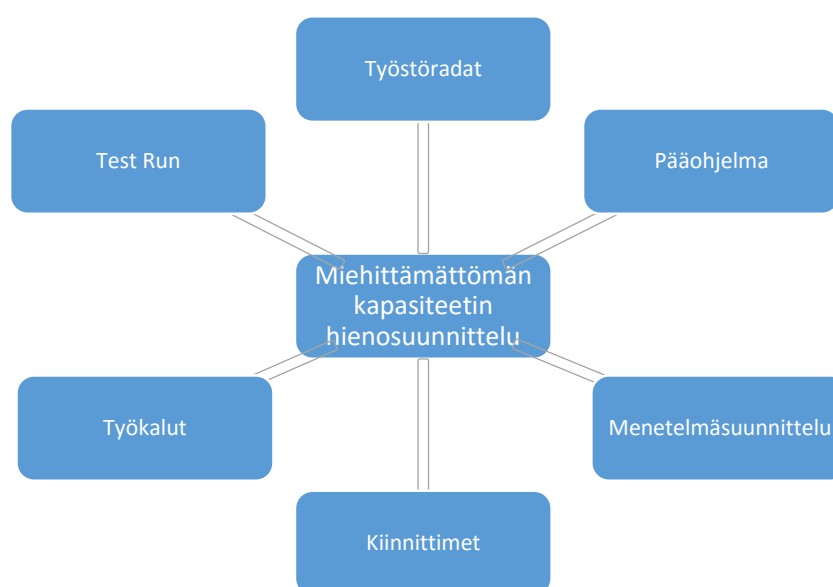 Työstöradat
Test Run
Pääohjelma
Miehittämättömän
kapasiteetin
hienosuunnittelu
Työkalut
Menetelmäsuunnittelu
Kiinnittimet